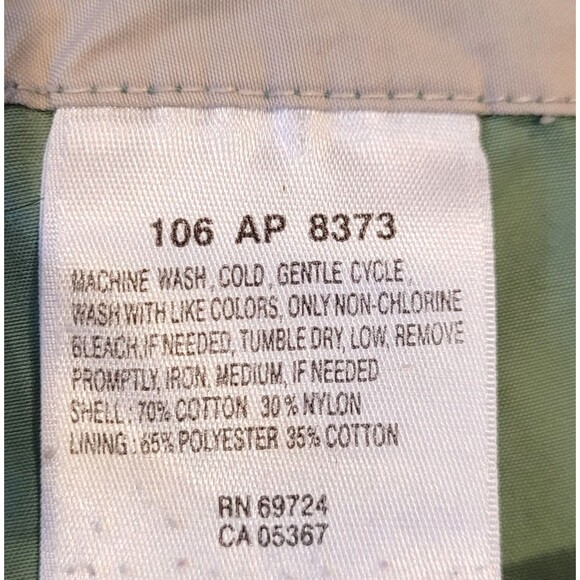 106 AP 8373
MACHINE WASH, COLD, GENTLE CYCLE,
WASH WITH LIKE COLORS, ONLY NON-CHLORINE
BLEACH, IF NEEDED, TUMBLE DRY, LOW, REMOVE
PROMPTLY, IRON, MEDIUM, IF NEEDED
SHELL : 70% COTTON 30% NYLON
LINING : 65% POLYESTER 35% COTTON
RN 69724
CA 05367